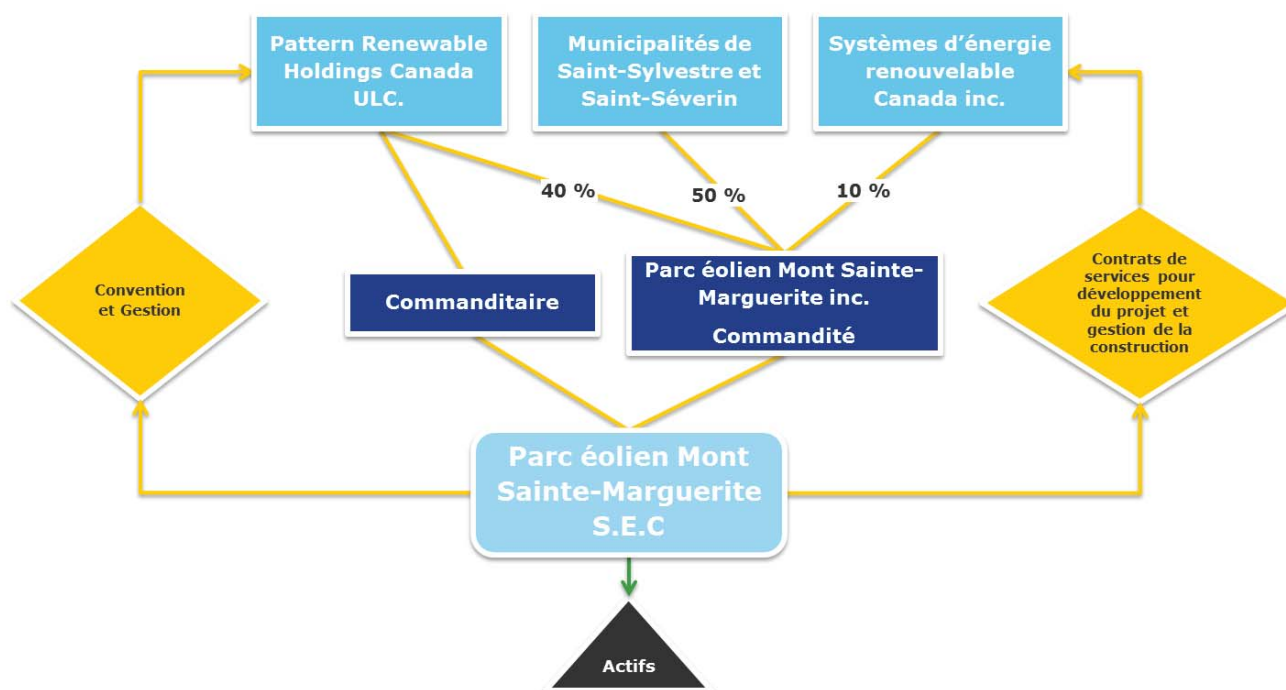 Pattern Renewable
Holdings Canada
ULC.
Municipalités de
Saint-Sylvestre et
Saint-Séverin
Systèmes d'énergie
renouvelable
Canada inc.
40 %
50 %
10 %
Convention
et Gestion
Commanditaire
Parc éolien Mont Sainte-
Marguerite inc.
Commandité
Contrats de
services pour
développement
du projet et
gestion de la
construction
Parc éolien Mont
Sainte-Marguerite
S.E.C
Actifs